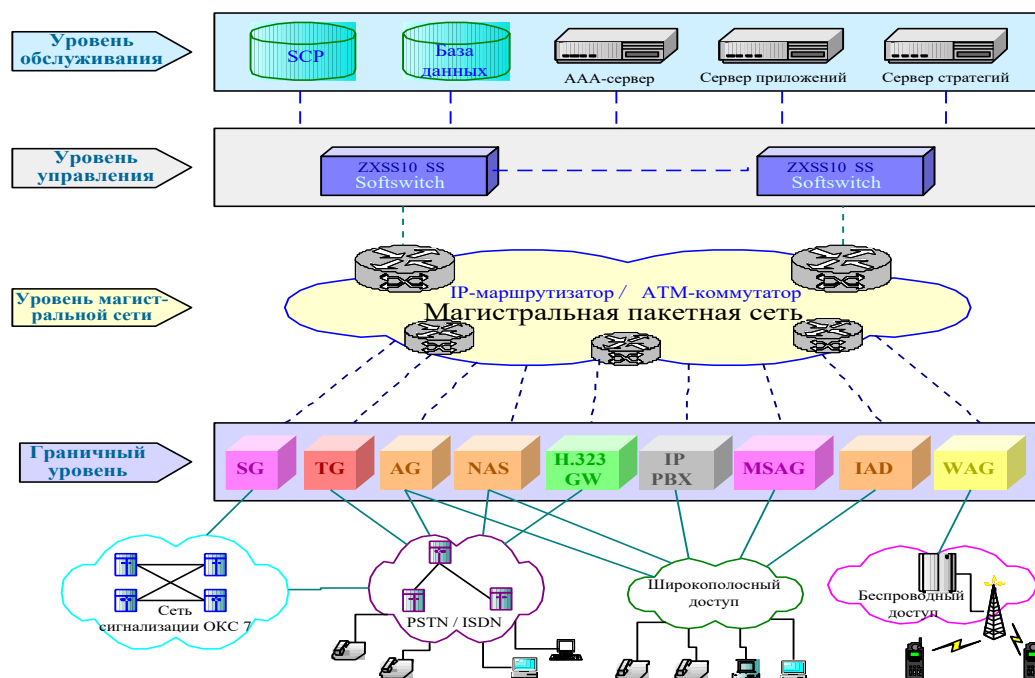 Уровень
обслуживания
SCP
База
данных
ААА-сервер
Сервер приложений
Сервер стратегий
Уровень
управления
ZXSS10 SS
Softswitch
ZXSS10 SS
Softswitch
Уровень магист-
ральной сети
IP-маршрутизатор / АТМ-коммутатор
Магистральная пакетная сеть
Граничный
уровень
SG
TG
AG
NAS
H.323
GW
IP
PBX
MSAG
IAD
WAG
Сеть
сигнализации ОКС 7
PSTN / ISDN
Широкополосный
доступ
Беспроводный
доступ